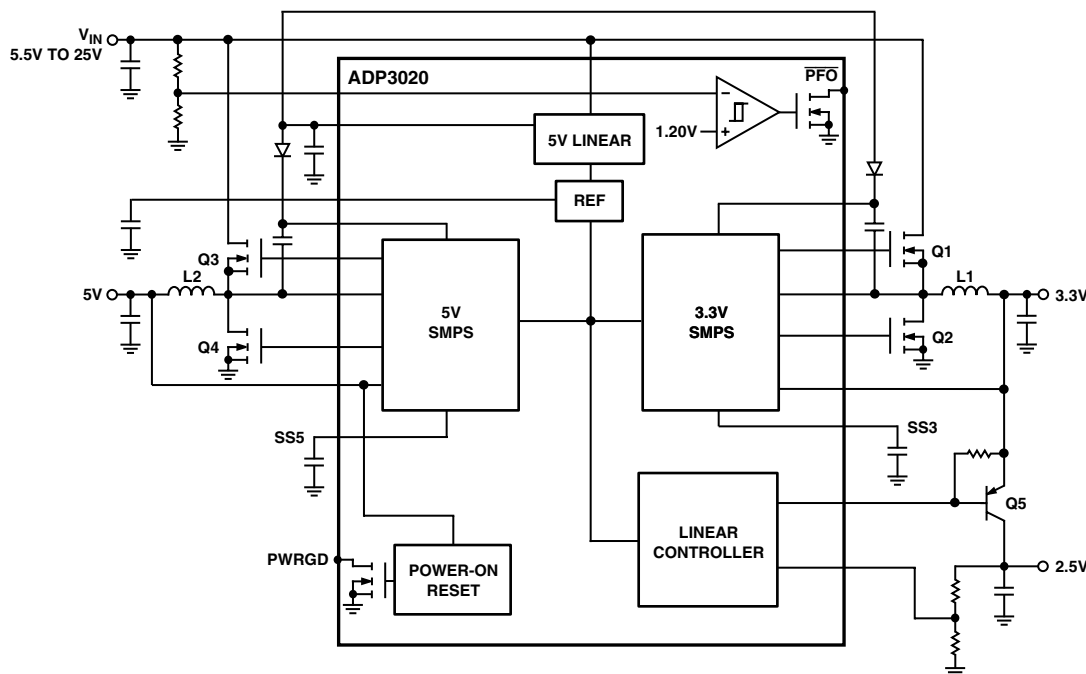 VIN
5.5V TO 25V
ADP3020
PFO
1.20V
5V LINEAR
REF
Q3
Q1
L2
L1
5V
5V
SMPS
3.3V
SMPS
3.3V
Q4
Q2
SS5
SS3
Q5
LINEAR
CONTROLLER
PWRGD
POWER-ON
RESET
2.5V